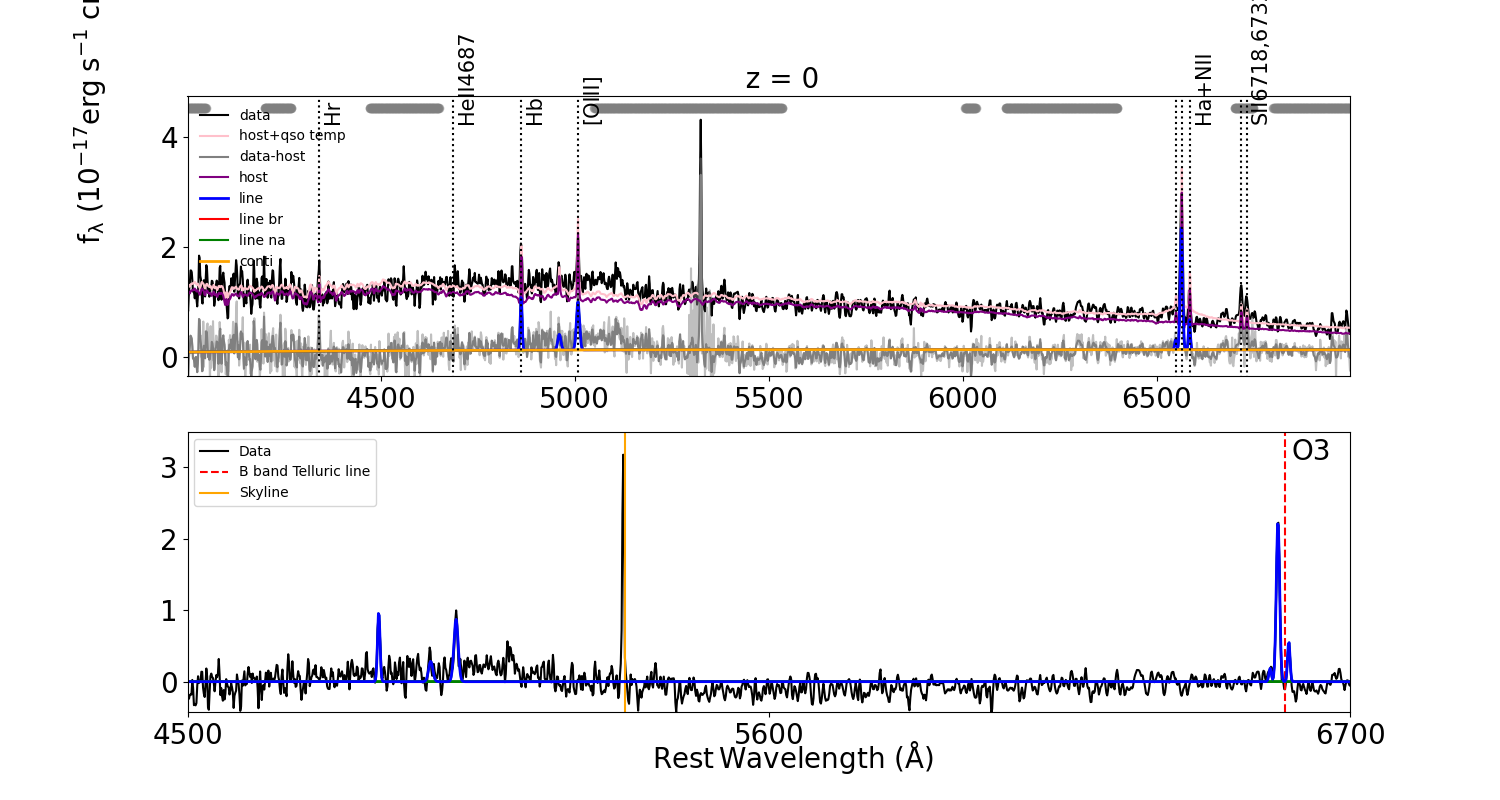 z = 0
fλ (10−17erg s−1 c
Hr
HeII4687
Hb
[OIII]
Ha+NII
SII6718,673
data
host+qso temp
data-host
host
line
line br
line na
conti
4
2
0
4500
5000
5500
6000
6500
Data
B band Telluric line
Skyline
O3
3
2
1
0
4500
5600
6700
Rest Wavelength (Å)